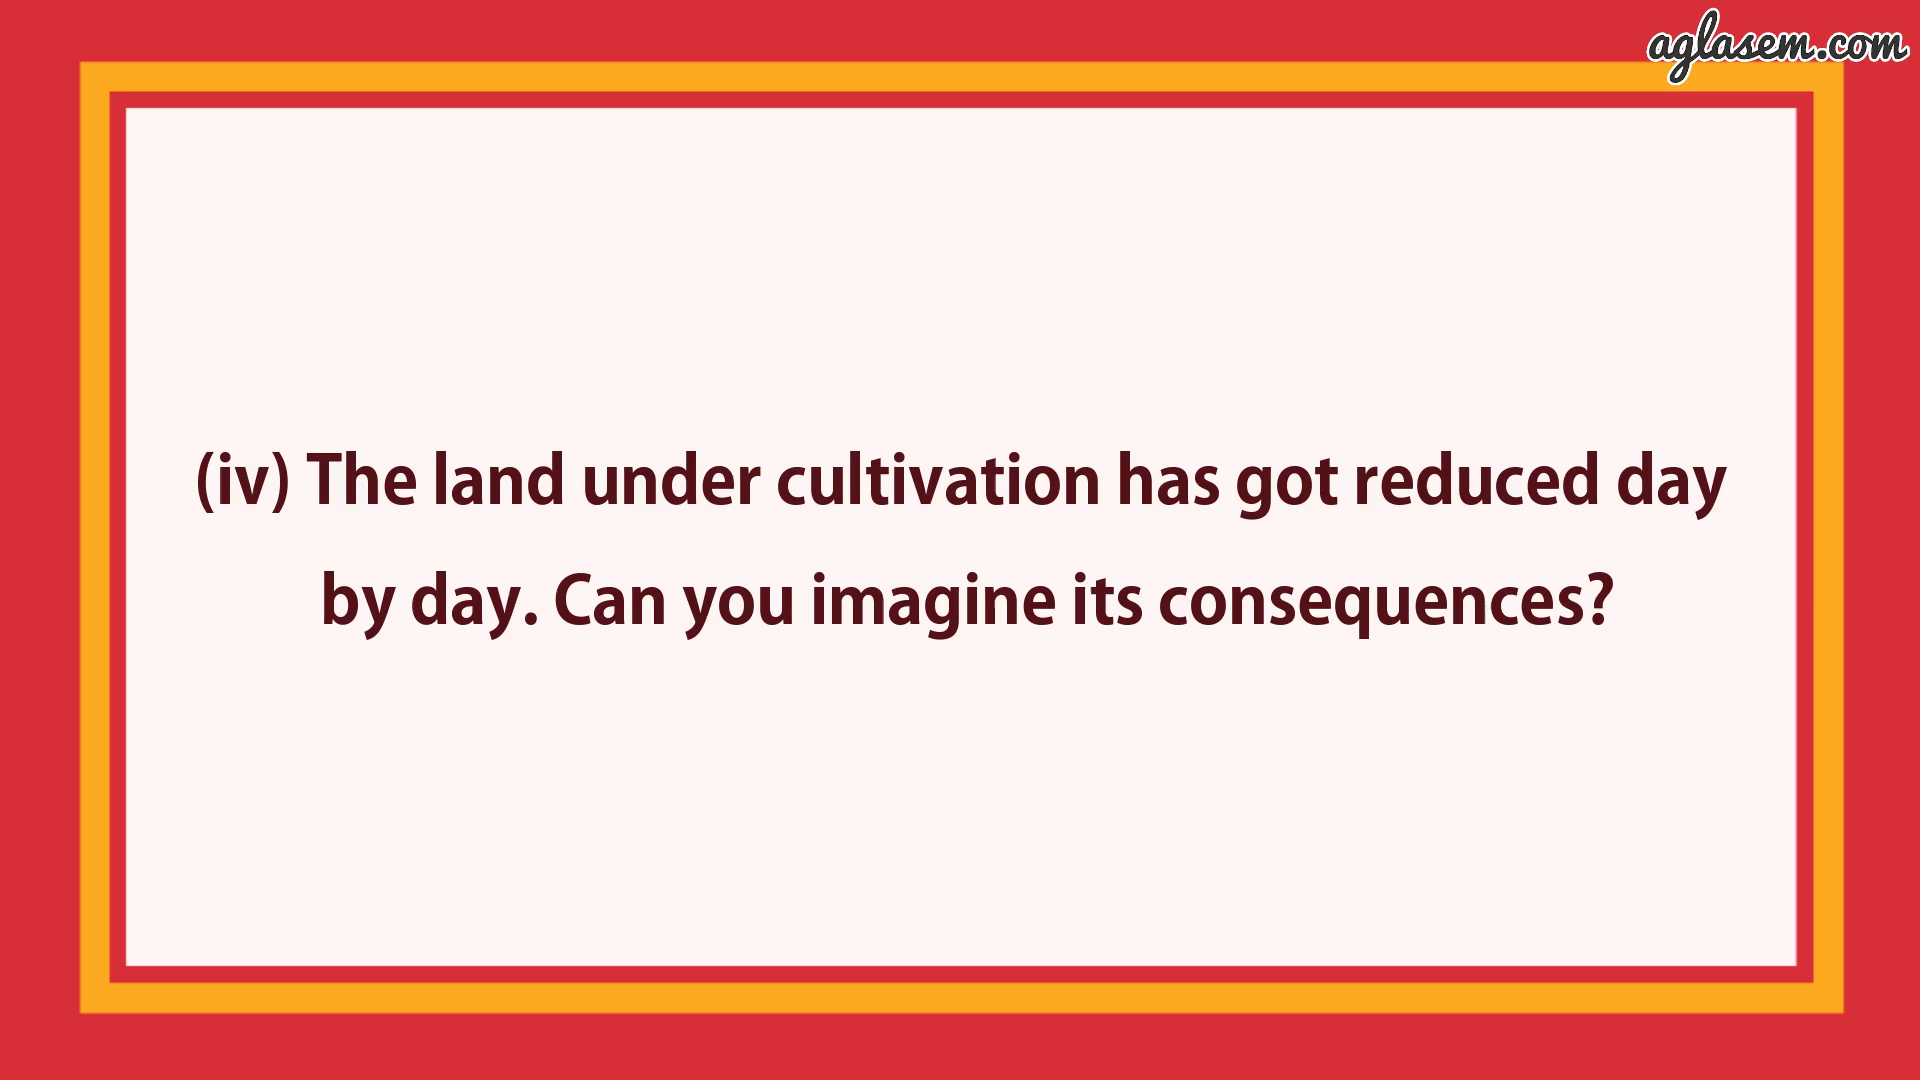 aglasem.com
(iv) The land under cultivation has got reduced day
by day. Can you imagine its consequences?